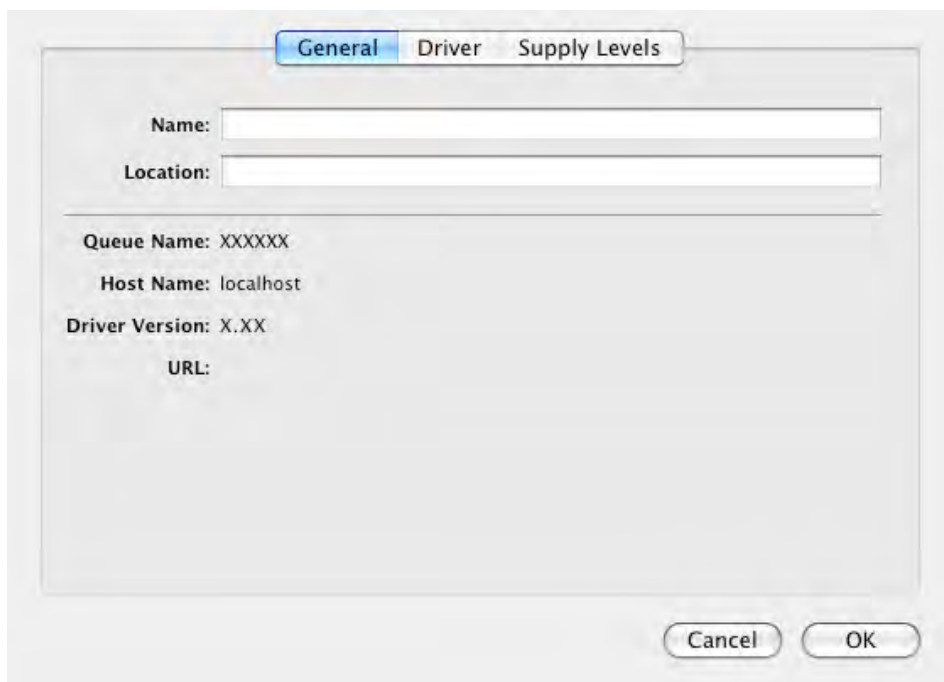 General Driver Supply Levels
Name:
Location:
Queue Name: XXXXXX
Host Name: localhost
Driver Version: X.XX
URL:
Cancel OK